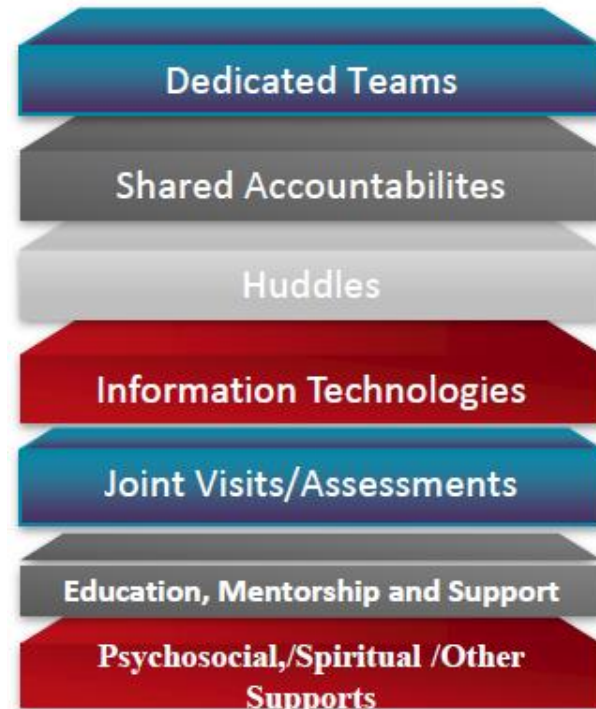 Dedicated Teams
Shared Accountabilites
Huddles
Information Technologies
Joint Visits/Assessments
Education, Mentorship and Support
Psychosocial,/Spiritual /Other
Supports